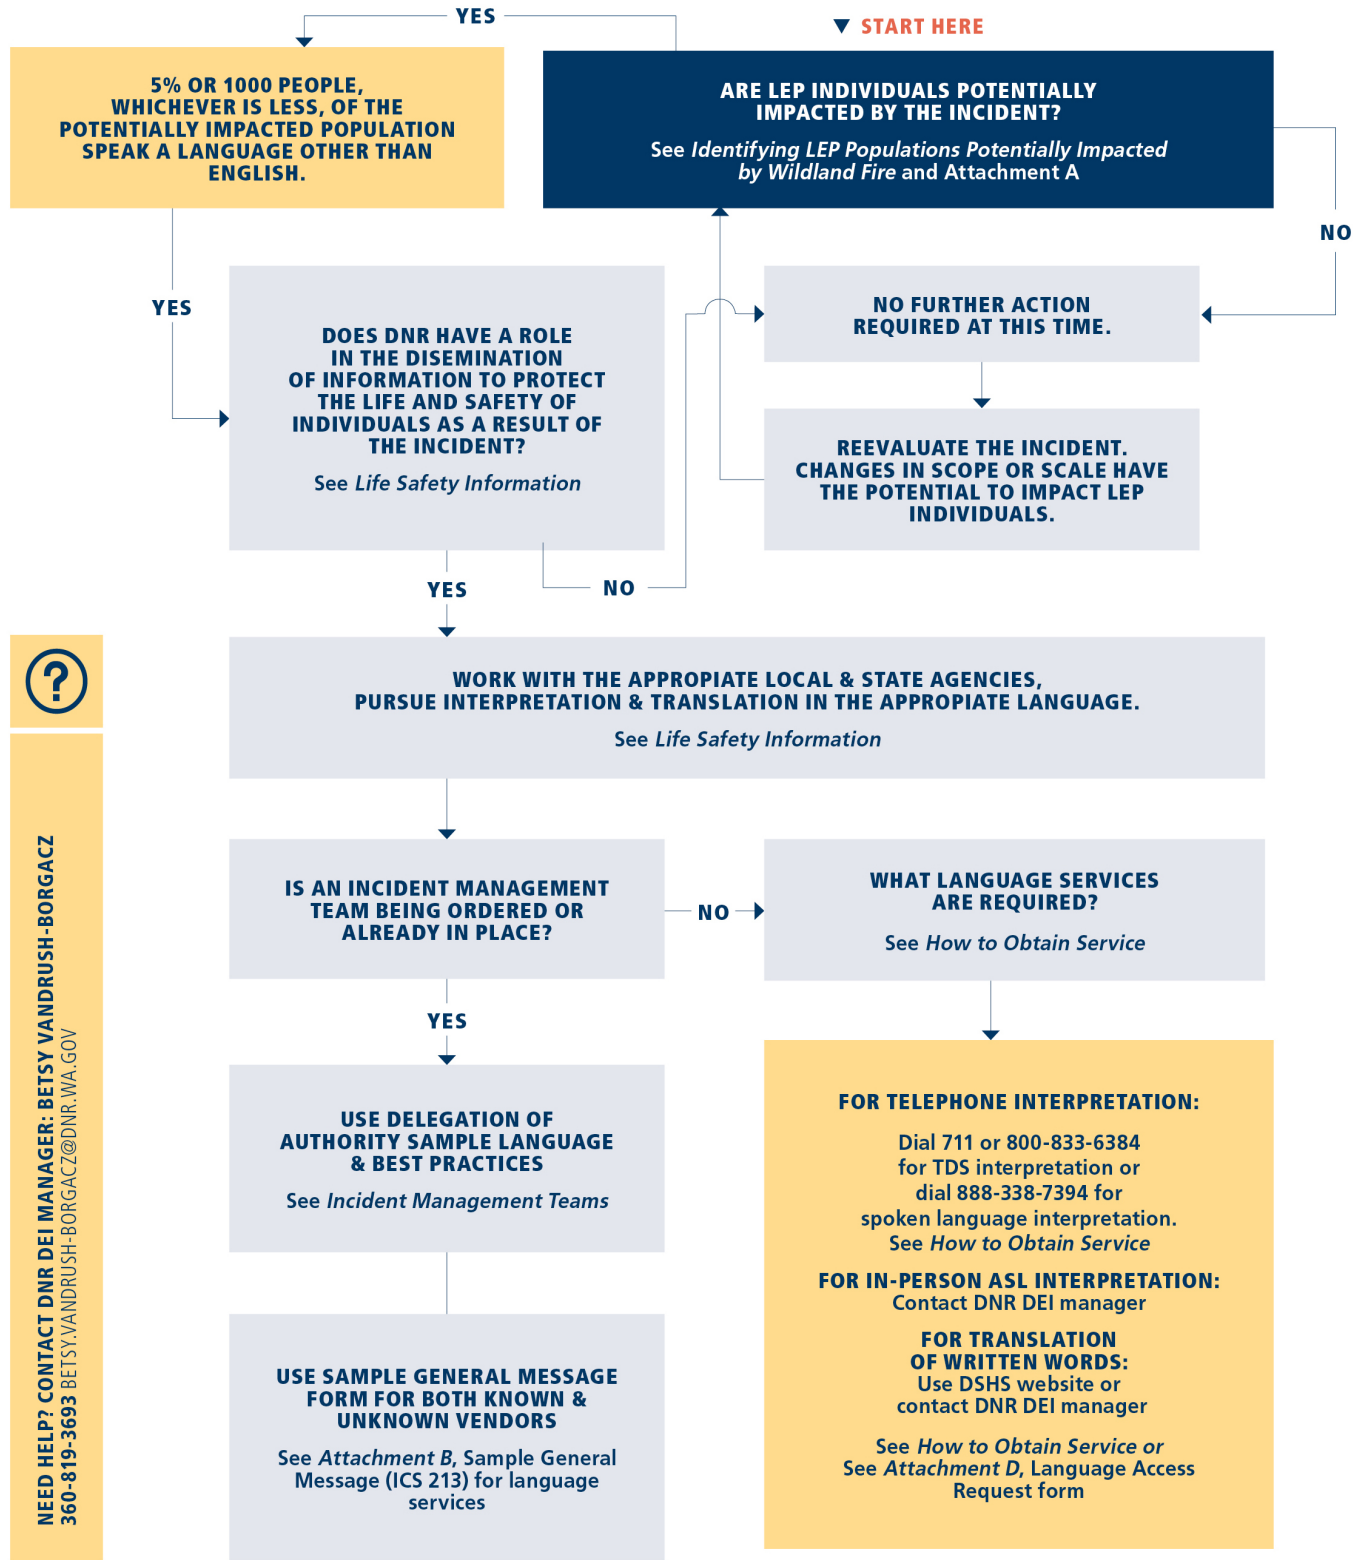 YES
START HERE
5% OR 1000 PEOPLE,
WHICHEVER IS LESS, OF THE
POTENTIALLY IMPACTED POPULATION
SPEAK A LANGUAGE OTHER THAN
ENGLISH.
ARE LEP INDIVIDUALS POTENTIALLY
IMPACTED BY THE INCIDENT?
See Identifying LEP Populations Potentially Impacted
by Wildland Fire and Attachment A
NO
YES
DOES DNR HAVE A ROLE
IN THE DISEMINATION
OF INFORMATION TO PROTECT
THE LIFE AND SAFETY OF
INDIVIDUALS AS A RESULT OF
THE INCIDENT?
See Life Safety Information
NO FURTHER ACTION
REQUIRED AT THIS TIME.
REEVALUATE THE INCIDENT.
CHANGES IN SCOPE OR SCALE HAVE
THE POTENTIAL TO IMPACT LEP
INDIVIDUALS.
YES
NO
WORK WITH THE APPROPIATE LOCAL & STATE AGENCIES,
PURSUE INTERPRETATION & TRANSLATION IN THE APPROPIATE LANGUAGE.
See Life Safety Information
IS AN INCIDENT MANAGEMENT
TEAM BEING ORDERED OR
ALREADY IN PLACE?
NO
WHAT LANGUAGE SERVICES
ARE REQUIRED?
See How to Obtain Service
YES
USE DELEGATION OF
AUTHORITY SAMPLE LANGUAGE
& BEST PRACTICES
See Incident Management Teams
USE SAMPLE GENERAL MESSAGE
FORM FOR BOTH KNOWN &
UNKNOWN VENDORS
See Attachment B, Sample General
Message (ICS 213) for language
services
FOR TELEPHONE INTERPRETATION:
Dial 711 or 800-833-6384
for TDS interpretation or
dial 888-338-7394 for
spoken language interpretation.
See How to Obtain Service
FOR IN-PERSON ASL INTERPRETATION:
Contact DNR DEI manager
FOR TRANSLATION
OF WRITTEN WORDS:
Use DSHS website or
contact DNR DEI manager
See How to Obtain Service or
See Attachment D, Language Access
Request form
?
NEED HELP? CONTACT DNR DEI MANAGER: BETSY VANDRUSH-BORGACZ
360-819-3693 BETSY.VANDRUSH-BORGACZ@DNR.WA.GOV